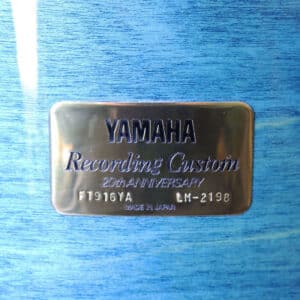 YAMAHA
Recording Custom
20th ANNIVERSARY
FT916YA LM-2198
MADE IN JAPAN